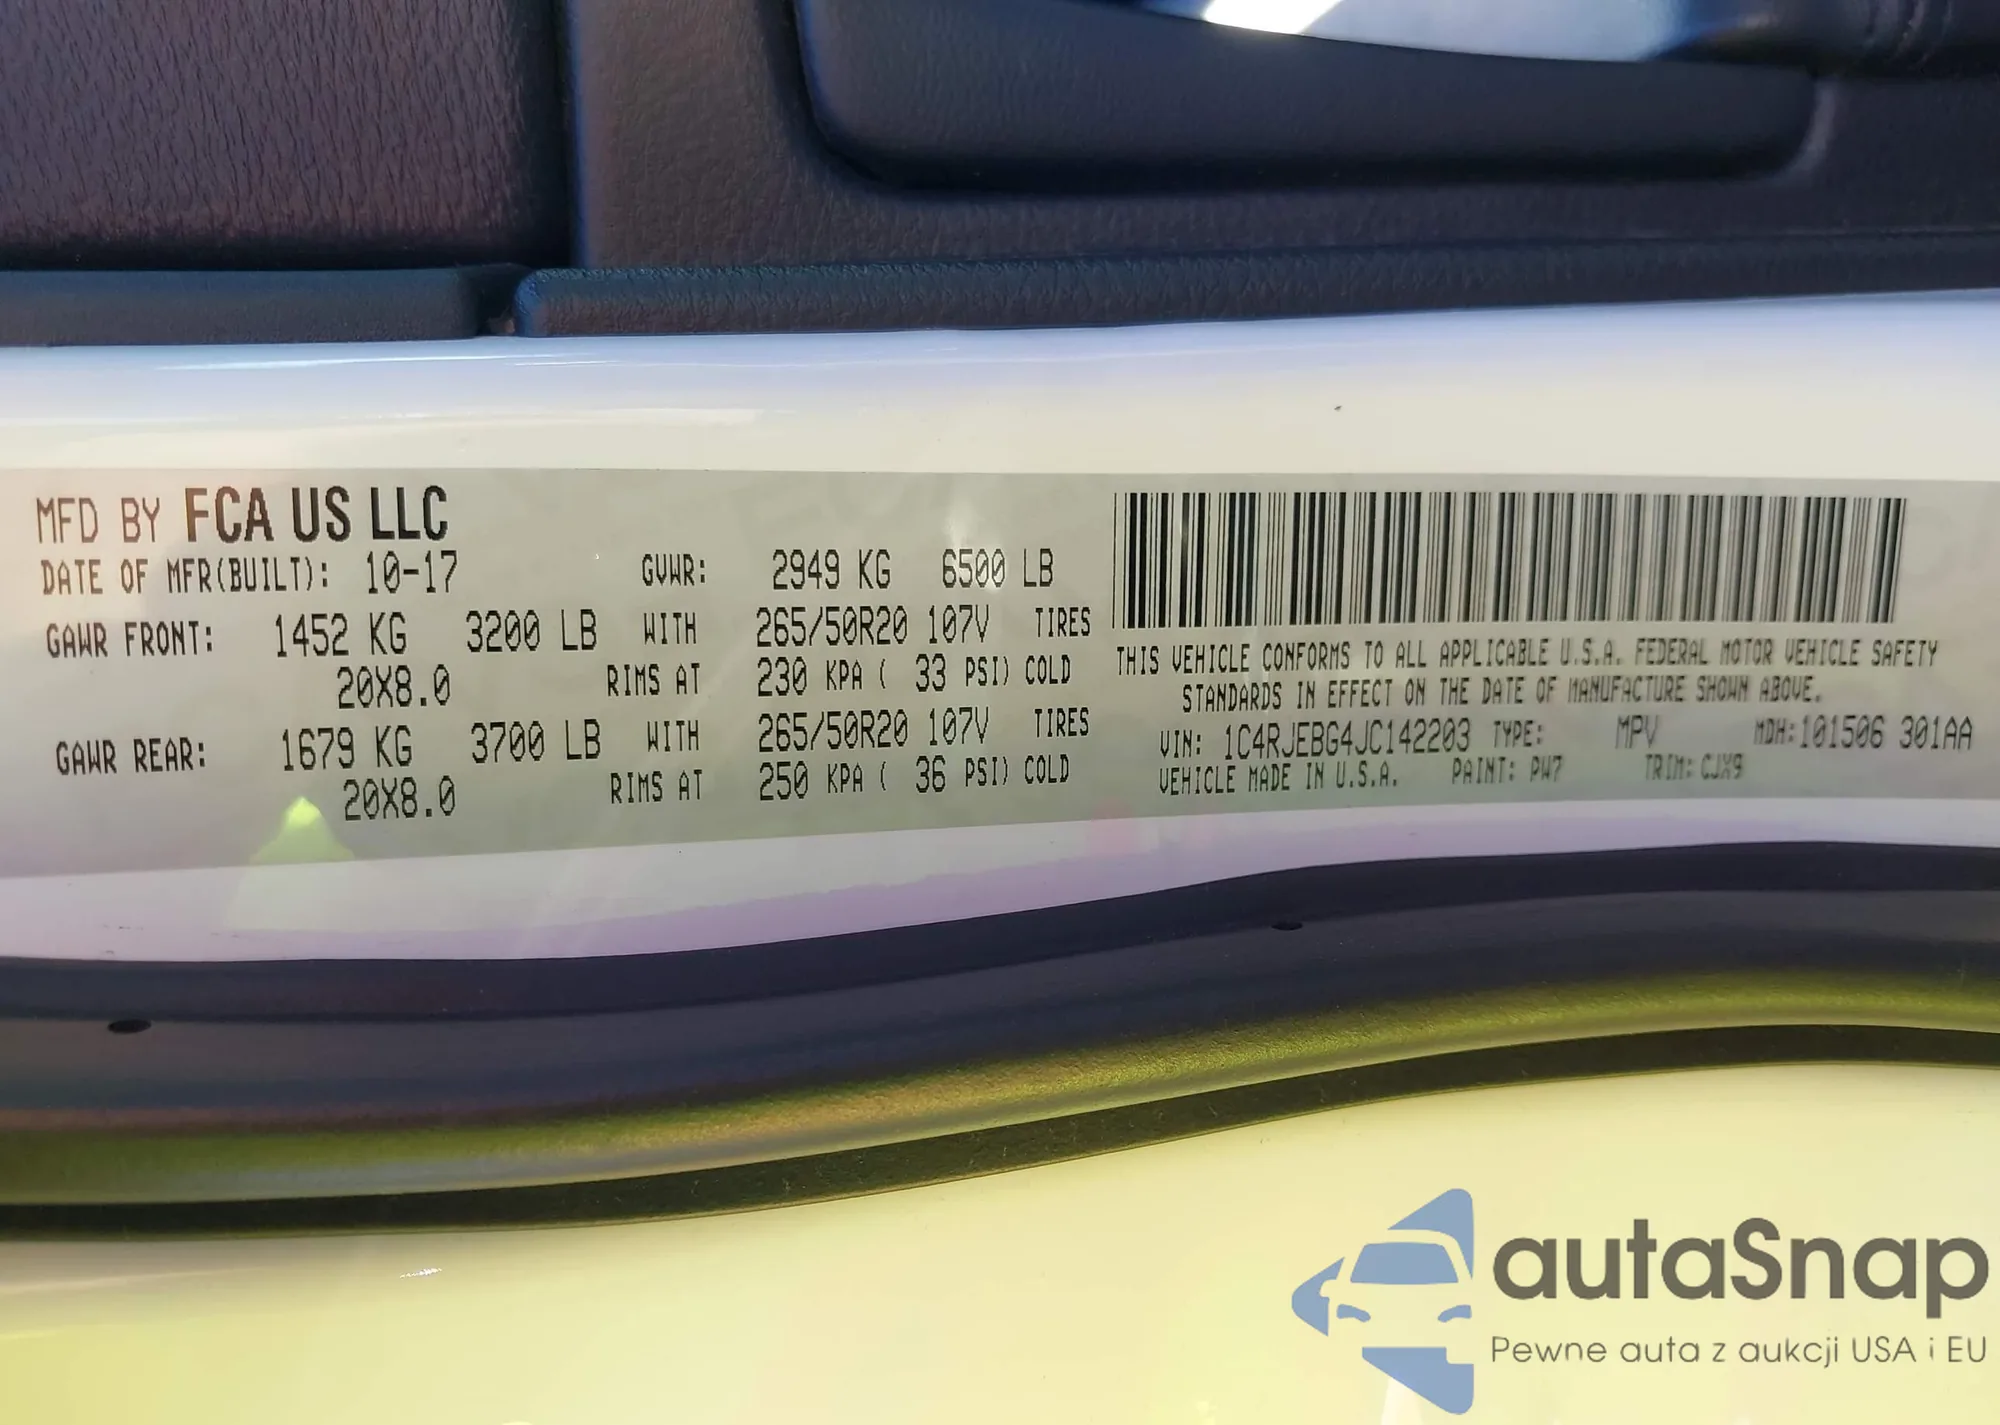 MFD BY FCA US LLC
DATE OF MFR(BUILT): 10-17 GVWR: 2949 KG 6500 LB
GAWR FRONT: 1452 KG 3200 LB WITH 265/50R20 107V TIRES
20X8.0 RIMS AT 230 KPA ( 33 PSI) COLD
GAWR REAR: 1679 KG 3700 LB WITH 265/50R20 107V TIRES
20X8.0 RIMS AT 250 KPA ( 36 PSI) COLD
THIS VEHICLE CONFORMS TO ALL APPLICABLE U.S.A. FEDERAL MOTOR VEHICLE SAFETY
STANDARDS IN EFFECT ON THE DATE OF MANUFACTURE SHOWN ABOVE.
VIN: 1C4RJEBG4JC142203 TYPE: MPV MDH:101506 301AA
VEHICLE MADE IN U.S.A. PAINT: PW7 TRIM: CJX9
autaSnap
Pewne auta z aukcji USA i EU